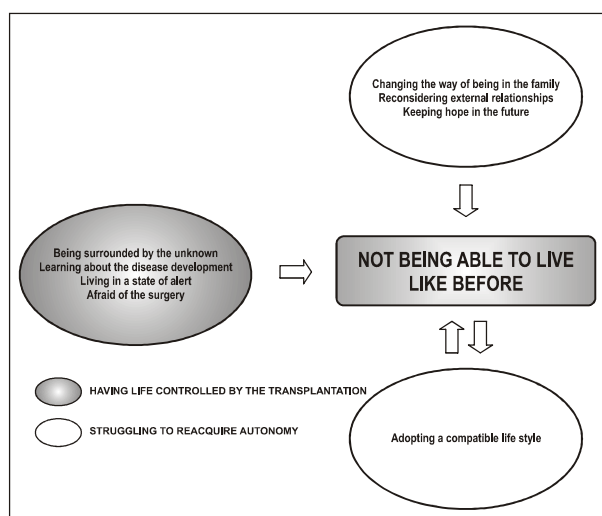 Changing the way of being in the family
Reconsidering external relationships
Keeping hope in the future
Being surrounded by the unknown
Learning about the disease development
Living in a state of alert
Afraid of the surgery
NOT BEING ABLE TO LIVE
LIKE BEFORE
HAVING LIFE CONTROLLED BY THE TRANSPLANTATION
STRUGGLING TO REACQUIRE AUTONOMY
Adopting a compatible life style